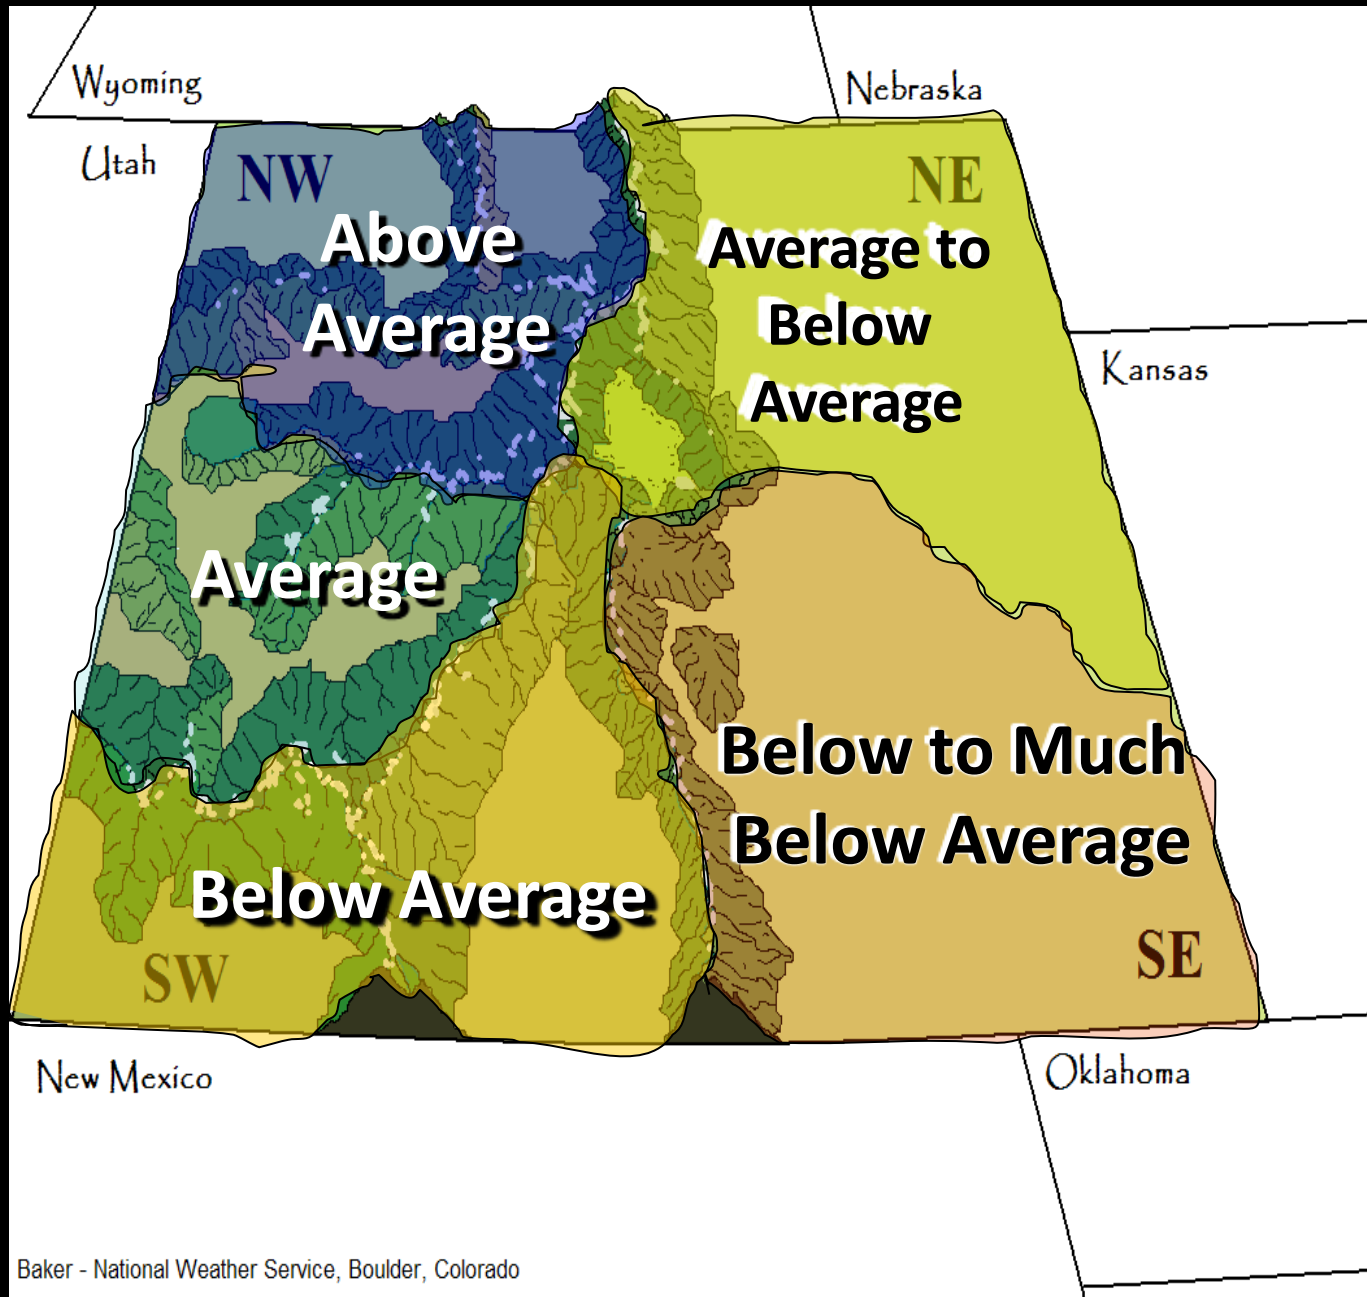 Wyoming
Nebraska
Utah
NW
NE
Above
Average
Average to
Below
Average
Kansas
Average
Below to Much
Below Average
Below Average
SW
SE
New Mexico
Oklahoma
Baker - National Weather Service, Boulder, Colorado